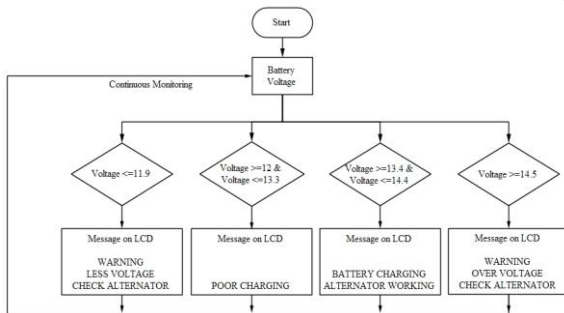 Start
Battery
Voltage
Continuous Monitoring
Voltage <=11.9
Voltage >=12 &
Voltage <=13.3
Voltage >=13.4 &
Voltage <=14.4
Voltage >=14.5
Message on LCD
WARNING
LESS VOLTAGE
CHECK ALTERNATOR
Message on LCD
POOR CHARGING
Message on LCD
BATTERY CHARGING
ALTERNATOR WORKING
Message on LCD
WARNING
OVER VOLTAGE
CHECK ALTERNATOR